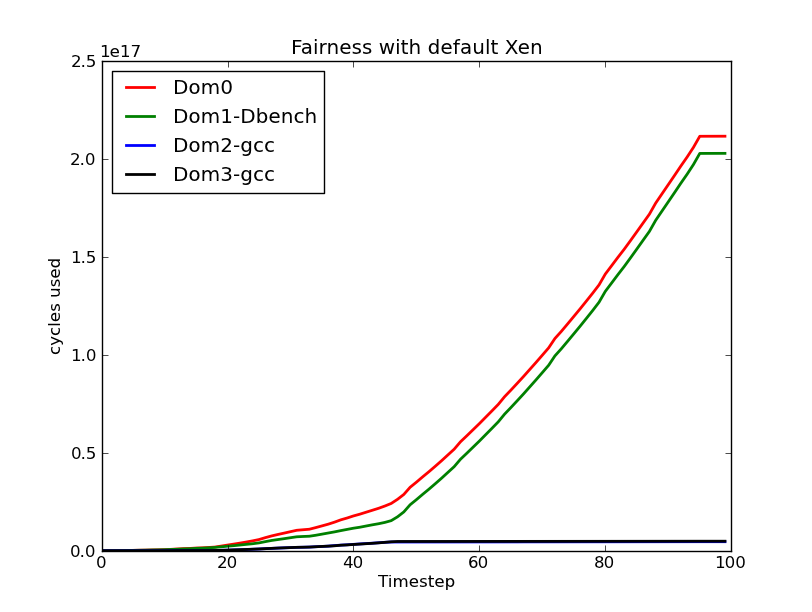 Fairness with default Xen
1e17
2.5
2.0
1.5
1.0
0.5
0.0
cycles used
Dom0
Dom1-Dbench
Dom2-gcc
Dom3-gcc
0
20
40
60
80
100
Timestep